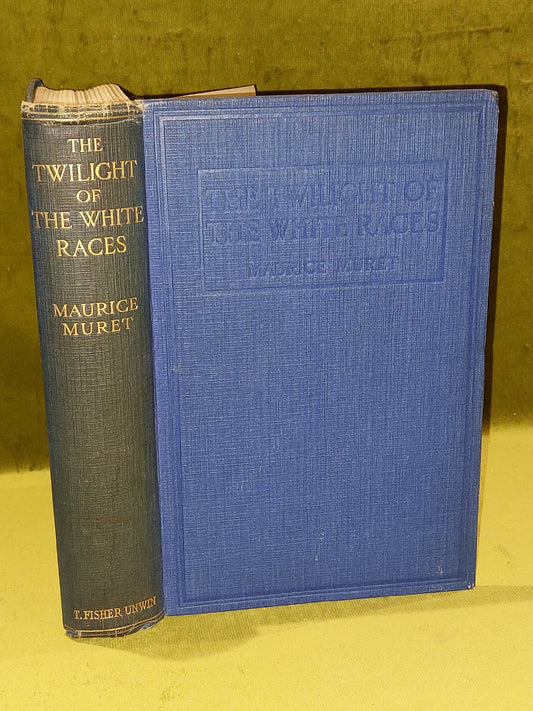 THE
TWILIGHT
OF
THE WHITE
RACES
MAURICE
MURET
T. FISHER UNWIN
THE TWILIGHT OF
THE WHITE RACES
MAURICE MURET